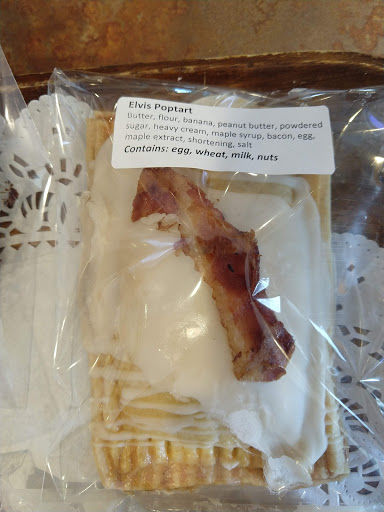 Elvis Poptart
Butter, flour, banana, peanut butter, powdered
sugar, heavy cream, maple syrup, bacon, egg,
maple extract, shortening, salt
Contains: egg, wheat, milk, nuts